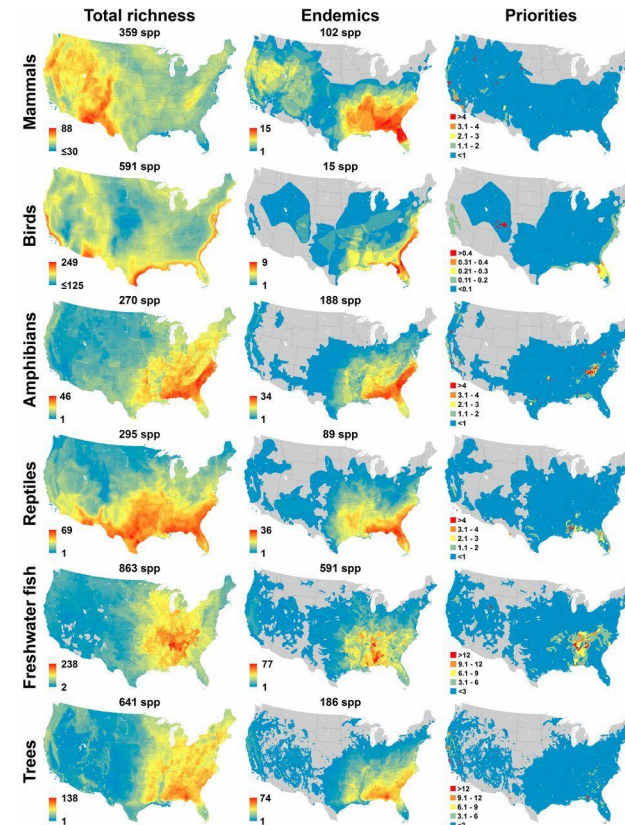 Total richness Endemics Priorities
359 spp 102 spp
Mammals
88
≤30
15
1
>4
3.1 - 4
2.1 - 3
1.1 - 2
<1
591 spp 15 spp
Birds
249
≤125
9
1
>0.4
0.31 - 0.4
0.21 - 0.3
0.11 - 0.2
<0.1
270 spp 188 spp
Amphibians
46
1
34
1
>4
3.1 - 4
2.1 - 3
1.1 - 2
<1
295 spp 89 spp
Reptiles
69
1
36
1
>4
3.1 - 4
2.1 - 3
1.1 - 2
<1
863 spp 591 spp
Freshwater fish
238
2
77
1
>12
9.1 - 12
6.1 - 9
3.1 - 6
<3
641 spp 186 spp
Trees
138
1
74
1
>12
9.1 - 12
6.1 - 9
3.1 - 6